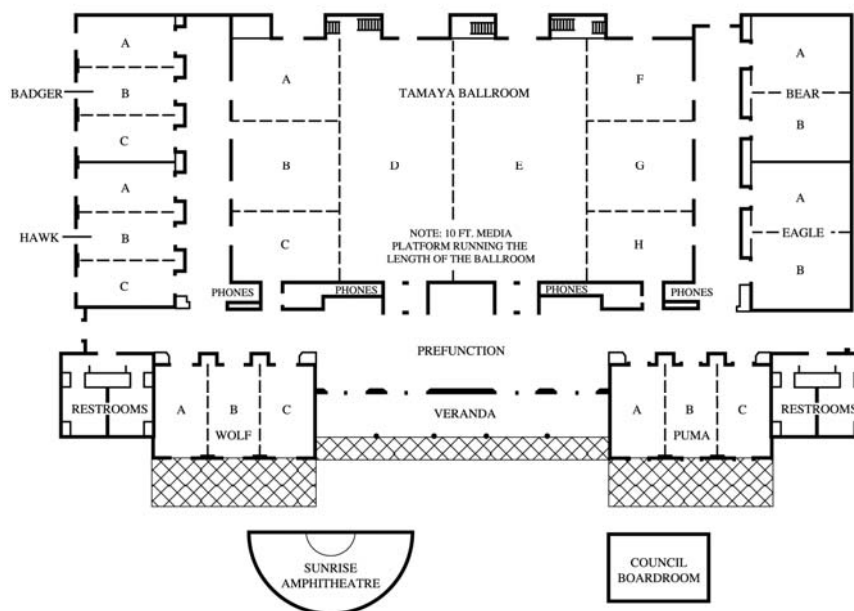 A
BADGER
B
C
A
HAWK
B
C
A
B
C
TAMAYA BALLROOM
D
E
NOTE: 10 FT. MEDIA
PLATFORM RUNNING THE
LENGTH OF THE BALLROOM
F
G
H
A
BEAR
B
A
EAGLE
B
PHONES
PHONES
PHONES
PHONES
PREFUNCTION
RESTROOMS
A
B
C
WOLF
VERANDA
A
B
C
PUMA
RESTROOMS
SUNRISE
AMPHITHEATRE
COUNCIL
BOARDROOM